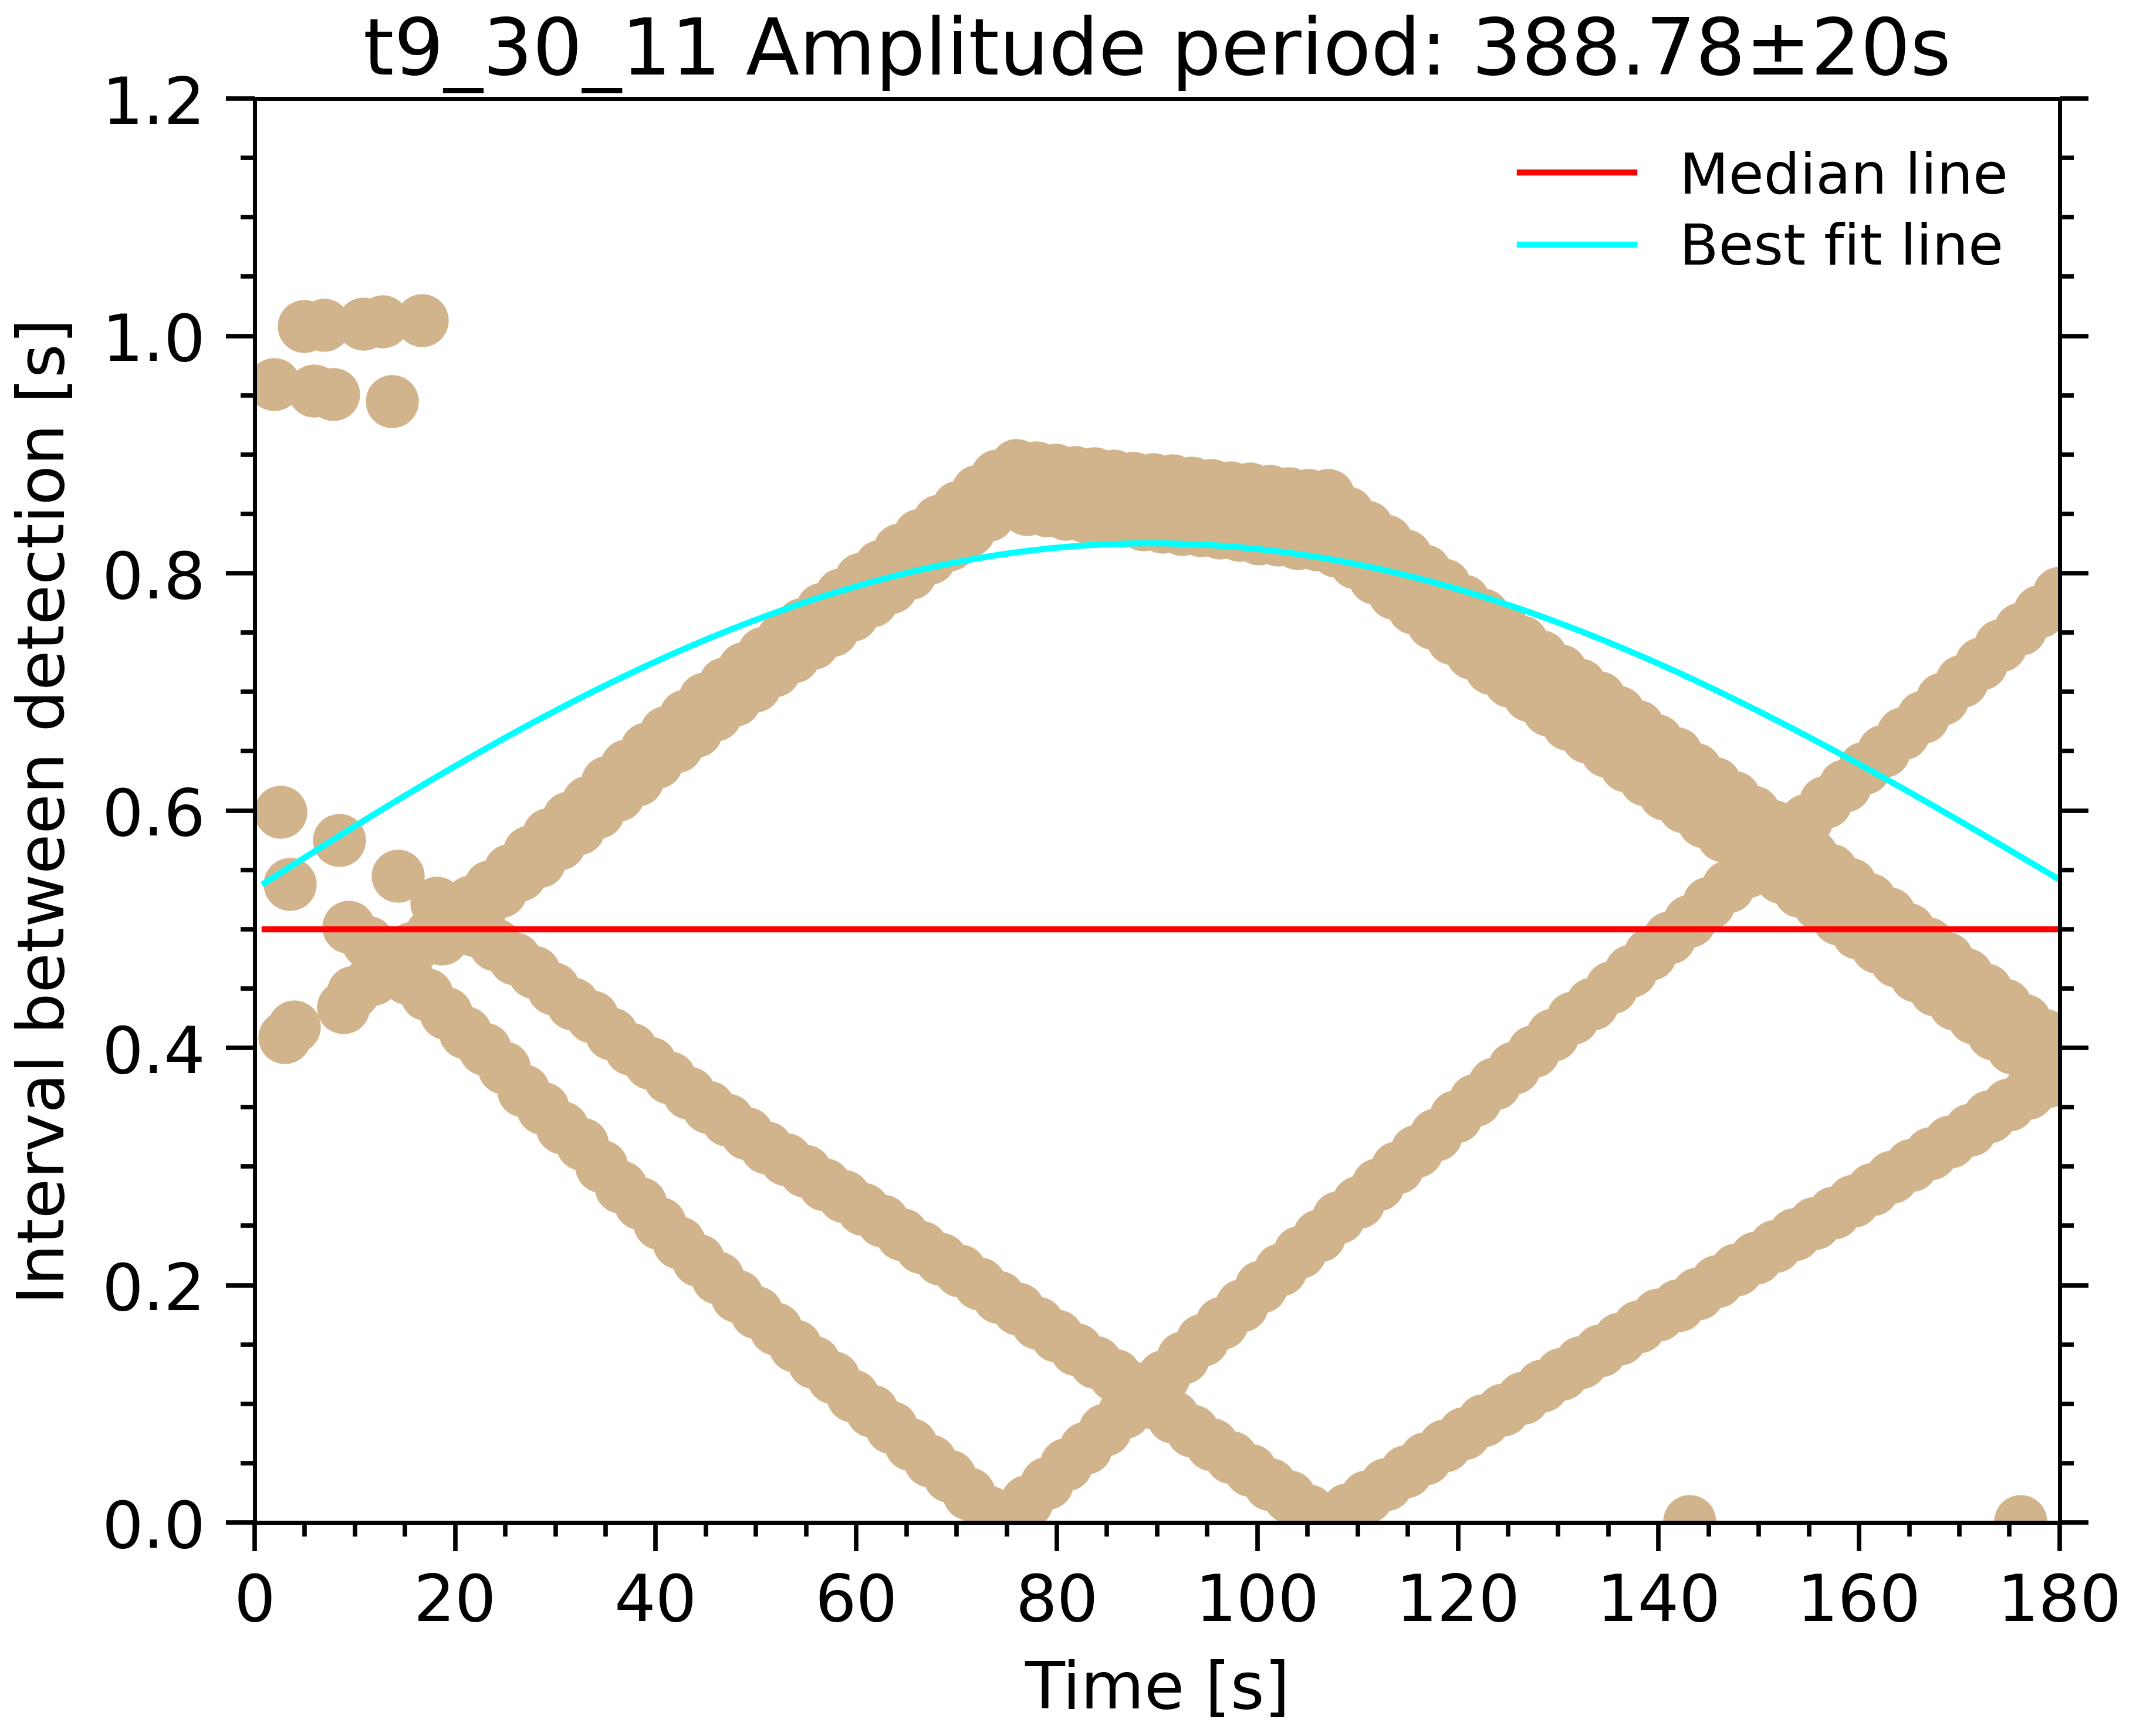 t9_30_11 Amplitude period: 388.78±20s
1.2
1.0
0.8
0.6
0.4
0.2
0.0
Interval between detection [s]
Median line
Best fit line
0 20 40 60 80 100 120 140 160 180
Time [s]